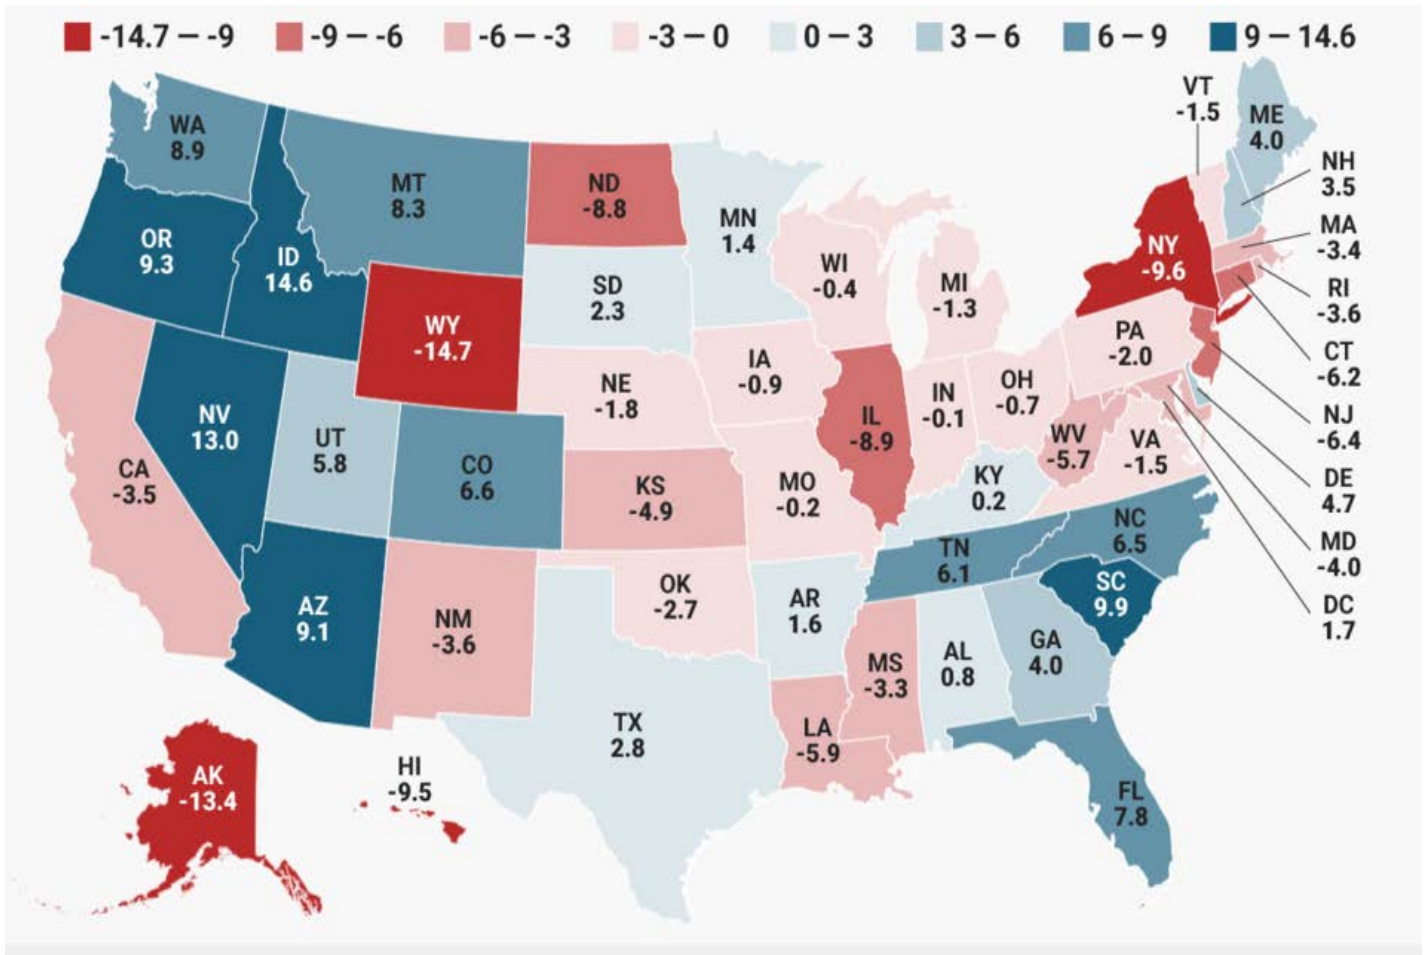 -14.7 — -9
-9 — -6
-6 — -3
-3 — 0
0 — 3
3 — 6
6 — 9
9 — 14.6
WA
8.9
OR
9.3
ID
14.6
MT
8.3
ND
-8.8
MN
1.4
SD
2.3
WY
-14.7
WI
-0.4
MI
-1.3
NY
-9.6
VT
-1.5
ME
4.0
NH
3.5
MA
-3.4
RI
-3.6
CT
-6.2
NJ
-6.4
DE
4.7
MD
-4.0
DC
1.7
PA
-2.0
IA
-0.9
NE
-1.8
IL
-8.9
IN
-0.1
OH
-0.7
WV
-5.7
VA
-1.5
NV
13.0
UT
5.8
CO
6.6
CA
-3.5
KS
-4.9
MO
-0.2
KY
0.2
NC
6.5
TN
6.1
SC
9.9
AZ
9.1
NM
-3.6
OK
-2.7
AR
1.6
MS
-3.3
AL
0.8
GA
4.0
TX
2.8
LA
-5.9
FL
7.8
AK
-13.4
HI
-9.5